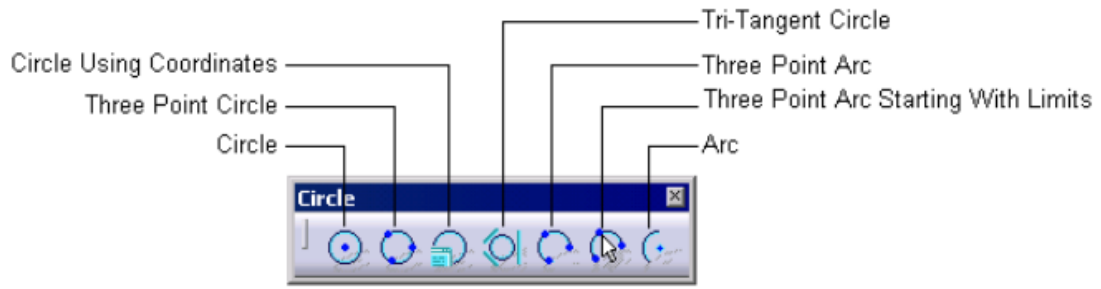 Tri-Tangent Circle
Circle Using Coordinates
Three Point Arc
Three Point Circle
Three Point Arc Starting With Limits
Circle
Arc
Circle